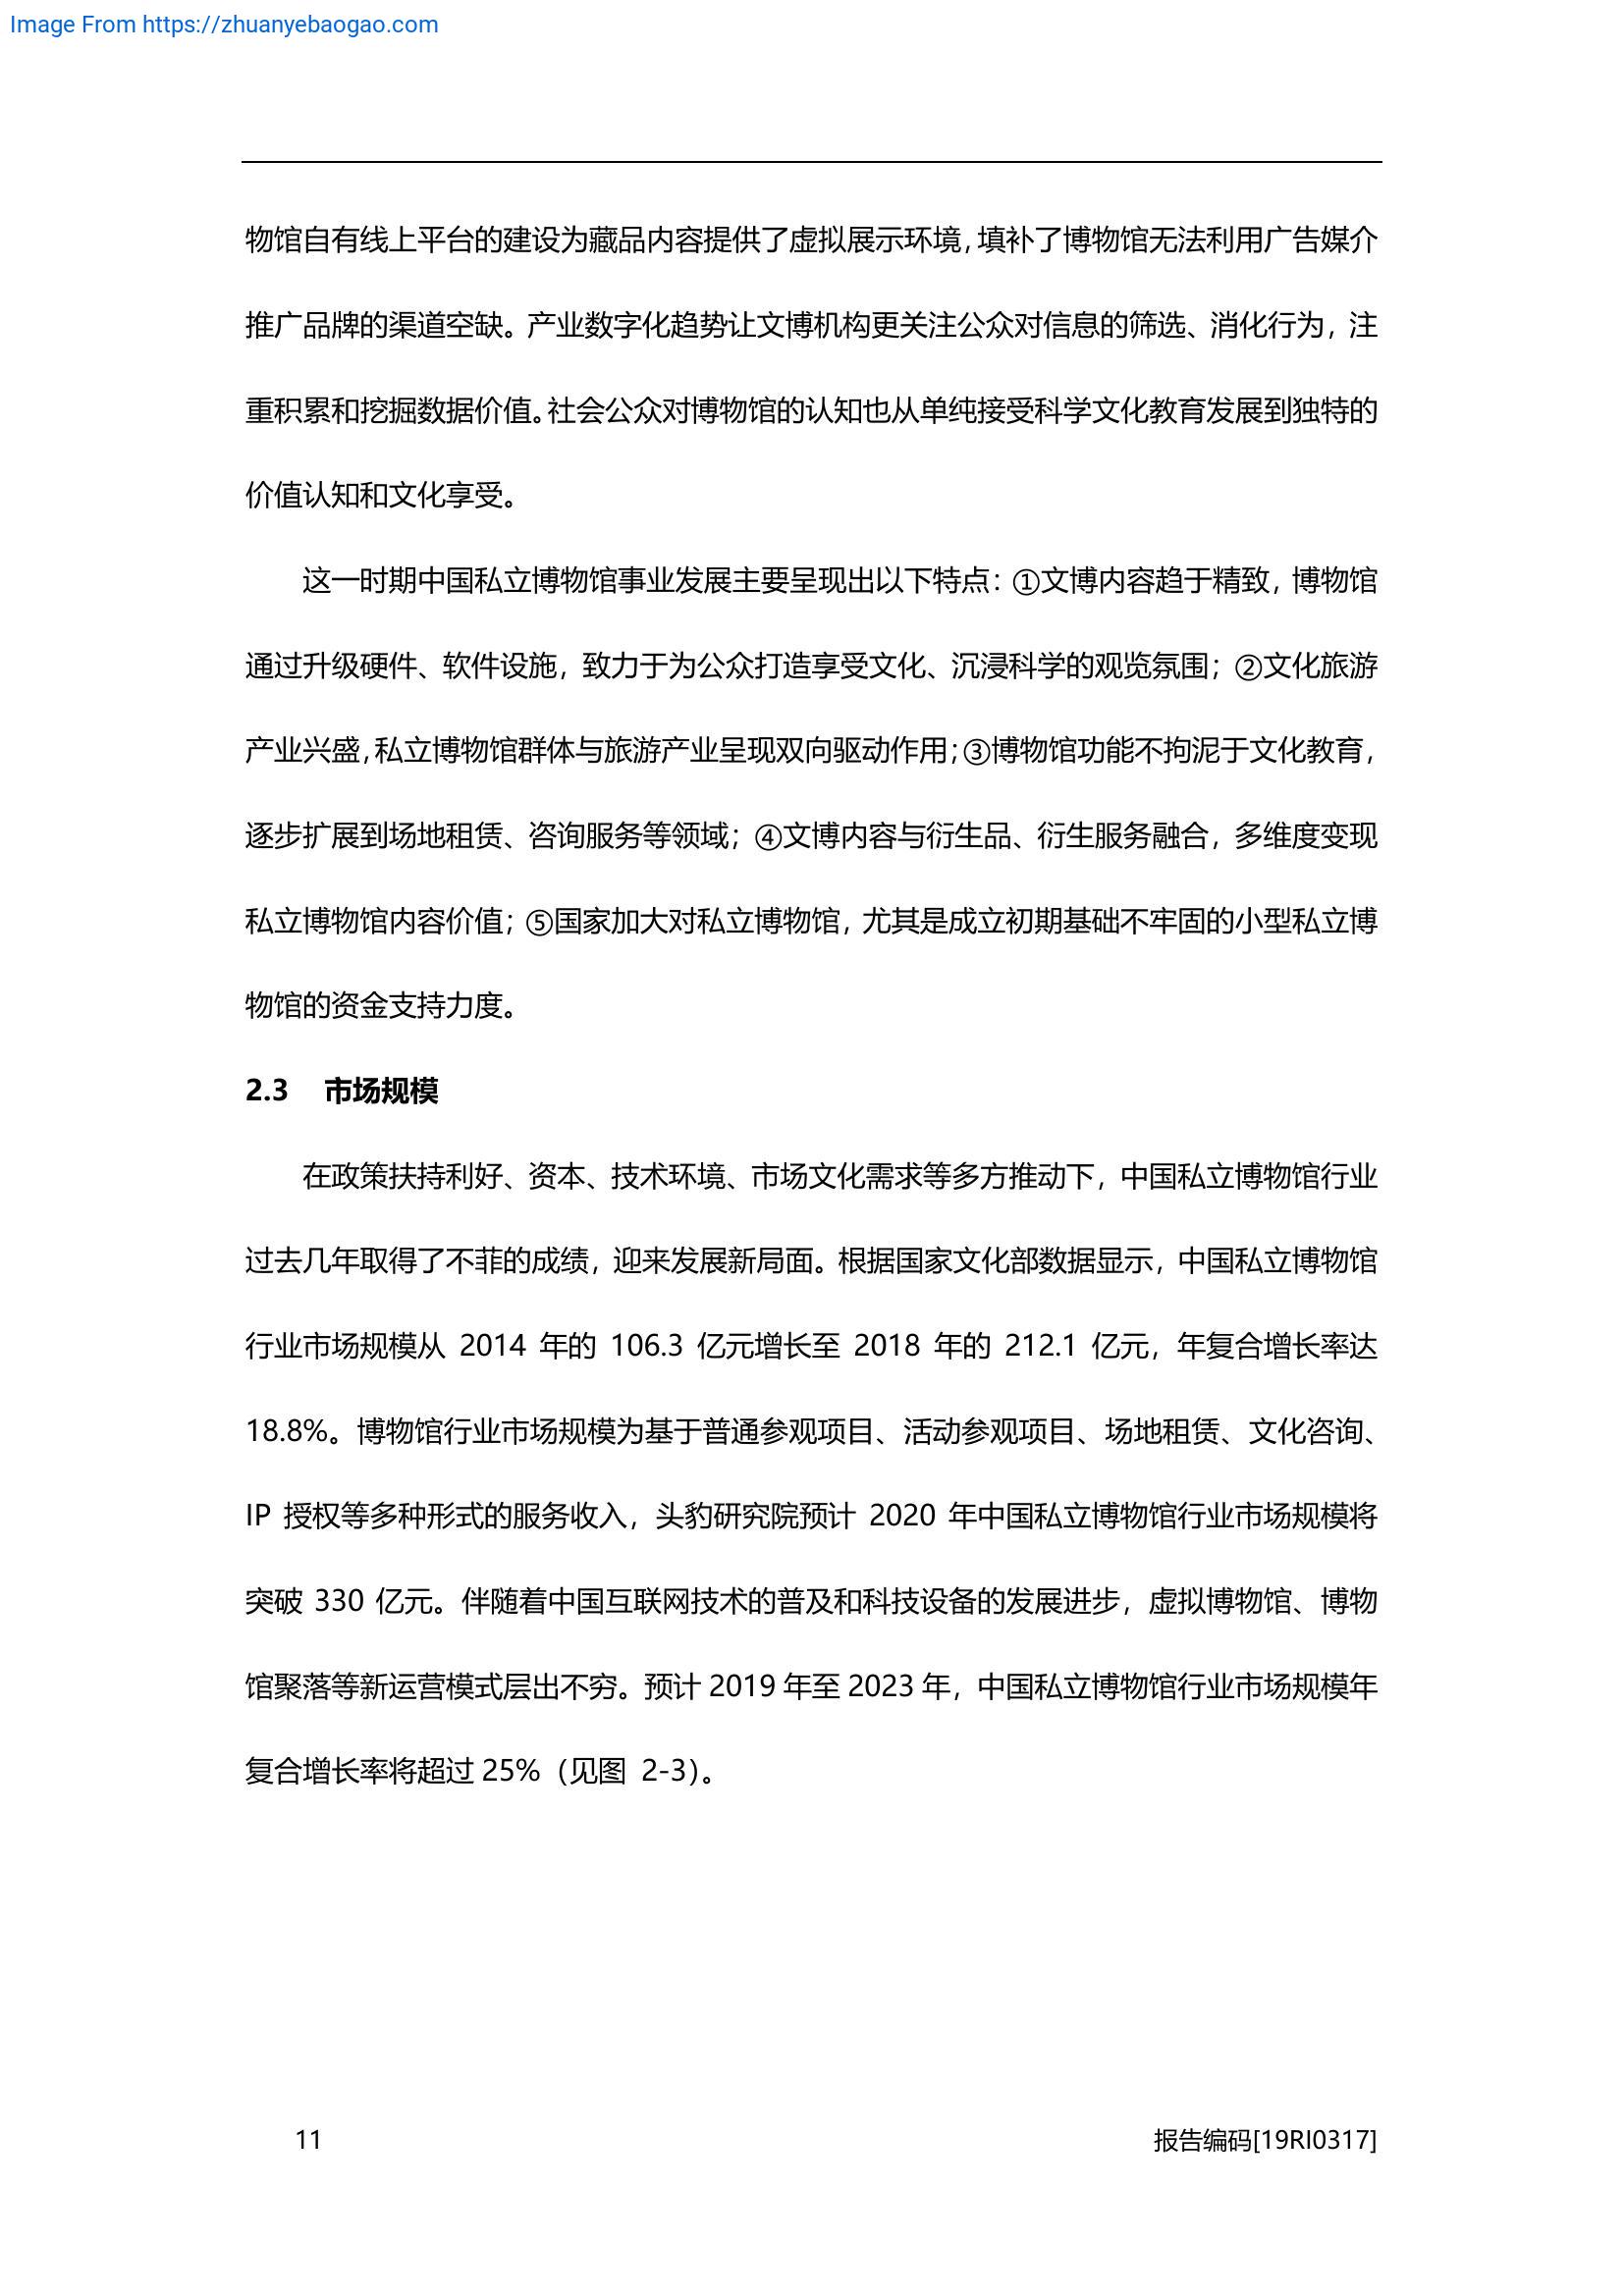 Image From https://zhuanyebaogao.com
物馆自有线上平台的建设为藏品内容提供了虚拟展示环境，填补了博物馆无法利用广告媒介
推广品牌的渠道空缺。产业数字化趋势让文博机构更关注公众对信息的筛选、消化行为，注
重积累和挖掘数据价值。社会公众对博物馆的认知也从单纯接受科学文化教育发展到独特的
价值认知和文化享受。
这一时期中国私立博物馆事业发展主要呈现出以下特点：①文博内容趋于精致，博物馆
通过升级硬件、软件设施，致力于为公众打造享受文化、沉浸科学的观览氛围；②文化旅游
产业兴盛，私立博物馆群体与旅游产业呈现双向驱动作用；③博物馆功能不拘泥于文化教育，
逐步扩展到场地租赁、咨询服务等领域；④文博内容与衍生品、衍生服务融合，多维度变现
私立博物馆内容价值；⑤国家加大对私立博物馆，尤其是成立初期基础不牢固的小型私立博
物馆的资金支持力度。
2.3 市场规模
在政策扶持利好、资本、技术环境、市场文化需求等多方推动下，中国私立博物馆行业
过去几年取得了不菲的成绩，迎来发展新局面。根据国家文化部数据显示，中国私立博物馆
行业市场规模从 2014 年的 106.3 亿元增长至 2018 年的 212.1 亿元，年复合增长率达
18.8%。博物馆行业市场规模为基于普通参观项目、活动参观项目、场地租赁、文化咨询、
IP 授权等多种形式的服务收入，头豹研究院预计 2020 年中国私立博物馆行业市场规模将
突破 330 亿元。伴随着中国互联网技术的普及和科技设备的发展进步，虚拟博物馆、博物
馆聚落等新运营模式层出不穷。预计 2019 年至 2023 年，中国私立博物馆行业市场规模年
复合增长率将超过 25%（见图 2-3）。
11 报告编码[19RI0317]